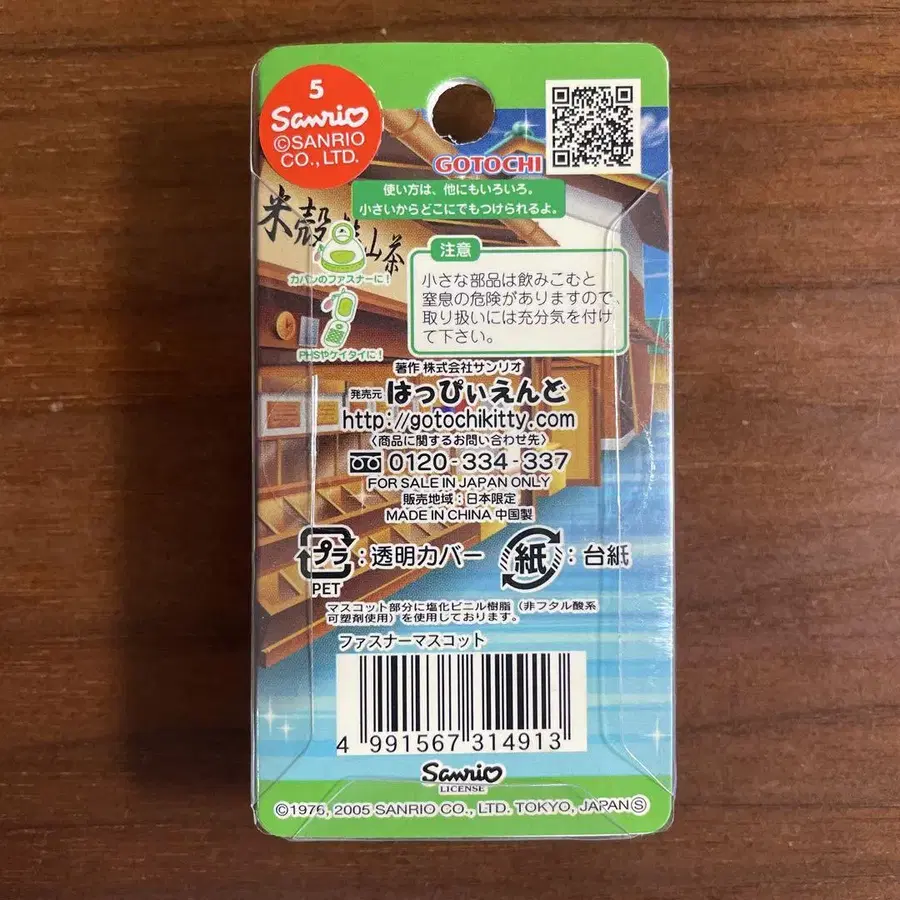 5
Sanrio
©SANRIO
CO., LTD.
GOTOCHI
使い方は、他にもいろいろ。
小さいからどこにでもつけられるよ。
米穀
山茶
カバンのファスナーに!
PHSやケイタイに!
注意
小さな部品は飲みこむと
窒息の危険がありますので、
取り扱いには充分気を付け
て下さい。
著作 株式会社サンリオ
発売元 はっぴぃえんど
http://gotochikitty.com
〈商品に関するお問い合わせ先〉
0120-334-337
FOR SALE IN JAPAN ONLY
販売地域:日本限定
MADE IN CHINA 中国製
プラ:透明カバー
PET
紙:台紙
マスコット部分に塩化ビニル樹脂(非フタル酸系
可塑剤使用)を使用しております。
ファスナーマスコット
4 991567 314913
Sanrio
LICENSE
©1976, 2005 SANRIO CO., LTD. TOKYO, JAPAN Ⓢ